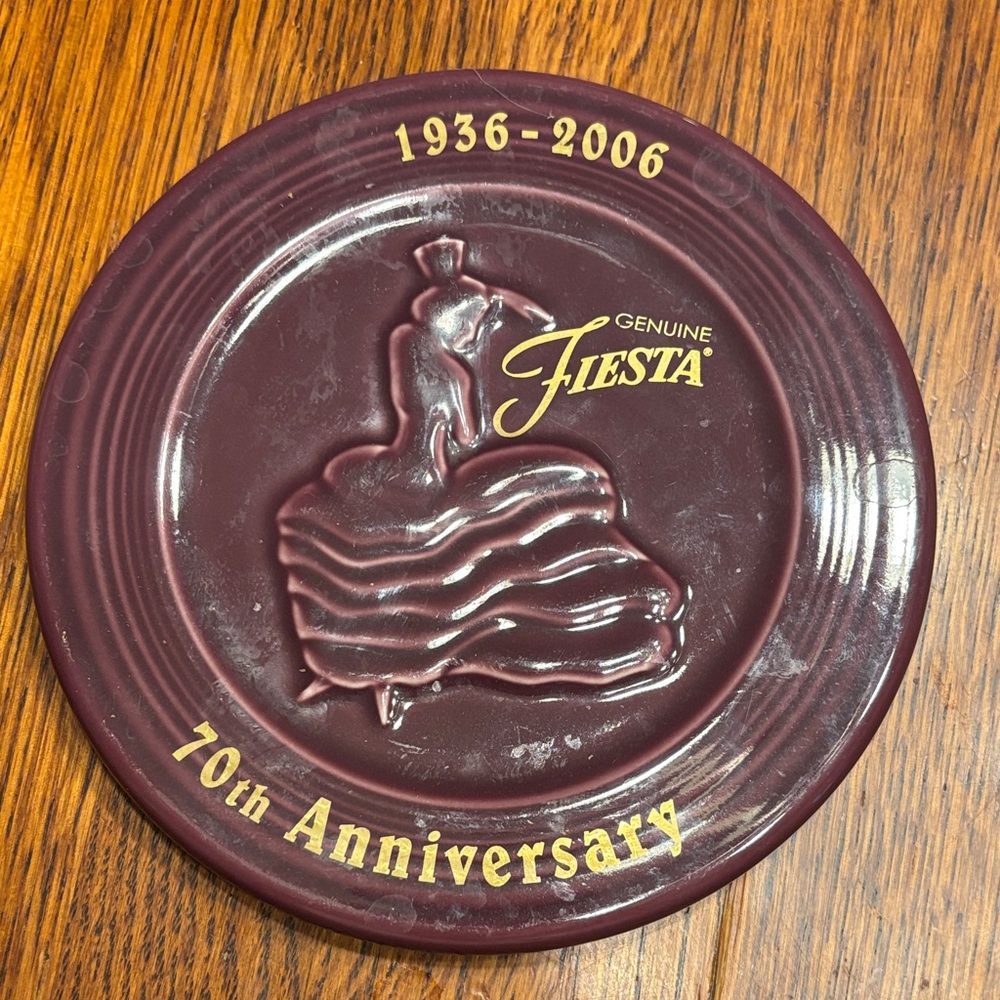 1936-2006
GENUINE
FIESTA®
70th Anniversary